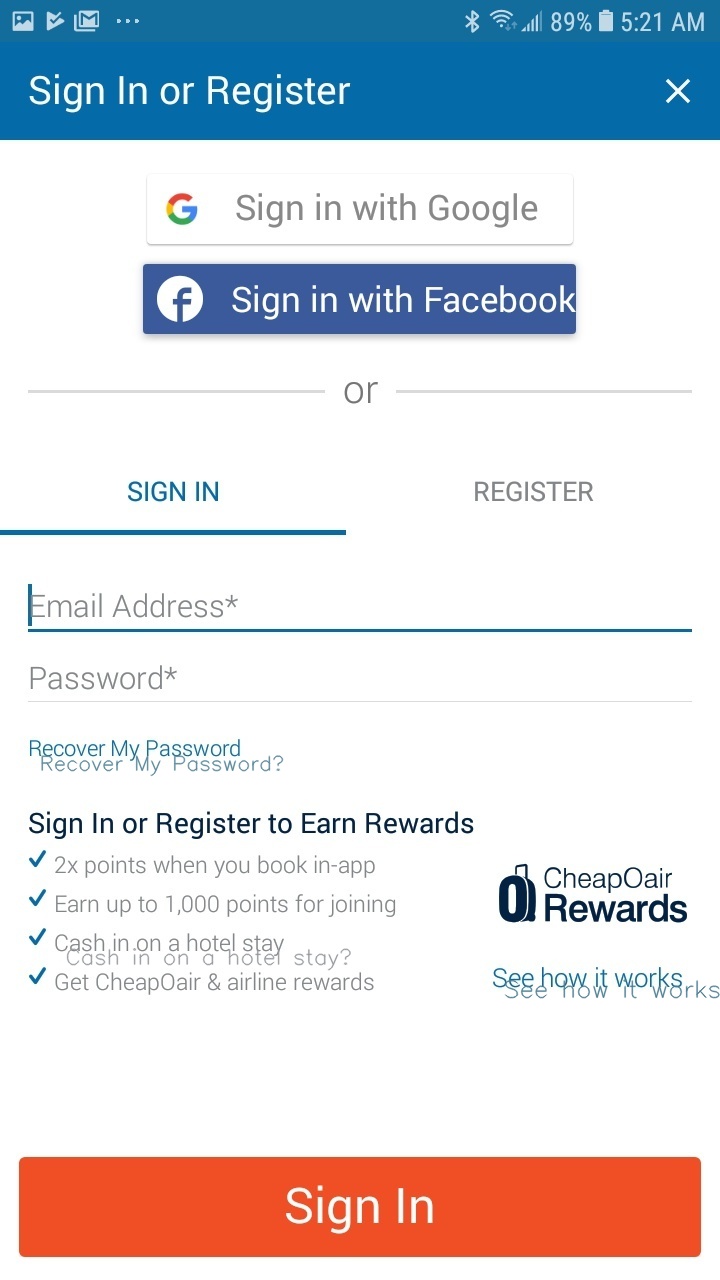 89% 5:21 AM
Sign In or Register
Sign in with Google
Sign in with Facebook
or
SIGN IN REGISTER
Email Address*
Password*
Recover My Password
Recover My Password?
Sign In or Register to Earn Rewards
2x points when you book in-app
Earn up to 1,000 points for joining
Cash in on a hotel stay
Cash in on a hotel stay?
Get CheapOair & airline rewards
CheapOair
Rewards
See how it works
See how it works
Sign In